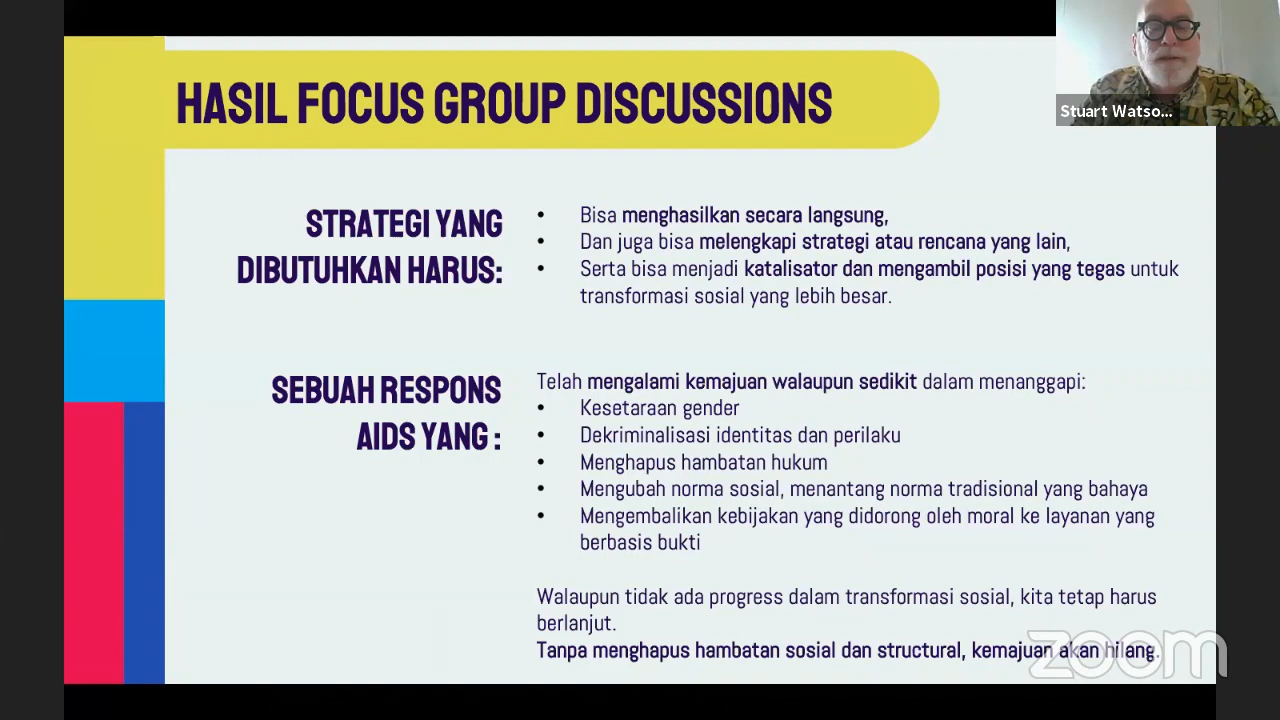 HASIL FOCUS GROUP DISCUSSIONS
Stuart Watso...
STRATEGI YANG
DIBUTUHKAN HARUS:
• Bisa menghasilkan secara langsung,
• Dan juga bisa melengkapi strategi atau rencana yang lain,
• Serta bisa menjadi katalisator dan mengambil posisi yang tegas untuk
transformasi sosial yang lebih besar.
SEBUAH RESPONS
AIDS YANG :
Telah mengalami kemajuan walaupun sedikit dalam menanggapi:
• Kesetaraan gender
• Dekriminalisasi identitas dan perilaku
• Menghapus hambatan hukum
• Mengubah norma sosial, menantang norma tradisional yang bahaya
• Mengembalikan kebijakan yang didorong oleh moral ke layanan yang
berbasis bukti
Walaupun tidak ada progress dalam transformasi sosial, kita tetap harus
berlanjut.
Tanpa menghapus hambatan sosial dan structural, kemajuan akan hilang.
zoom